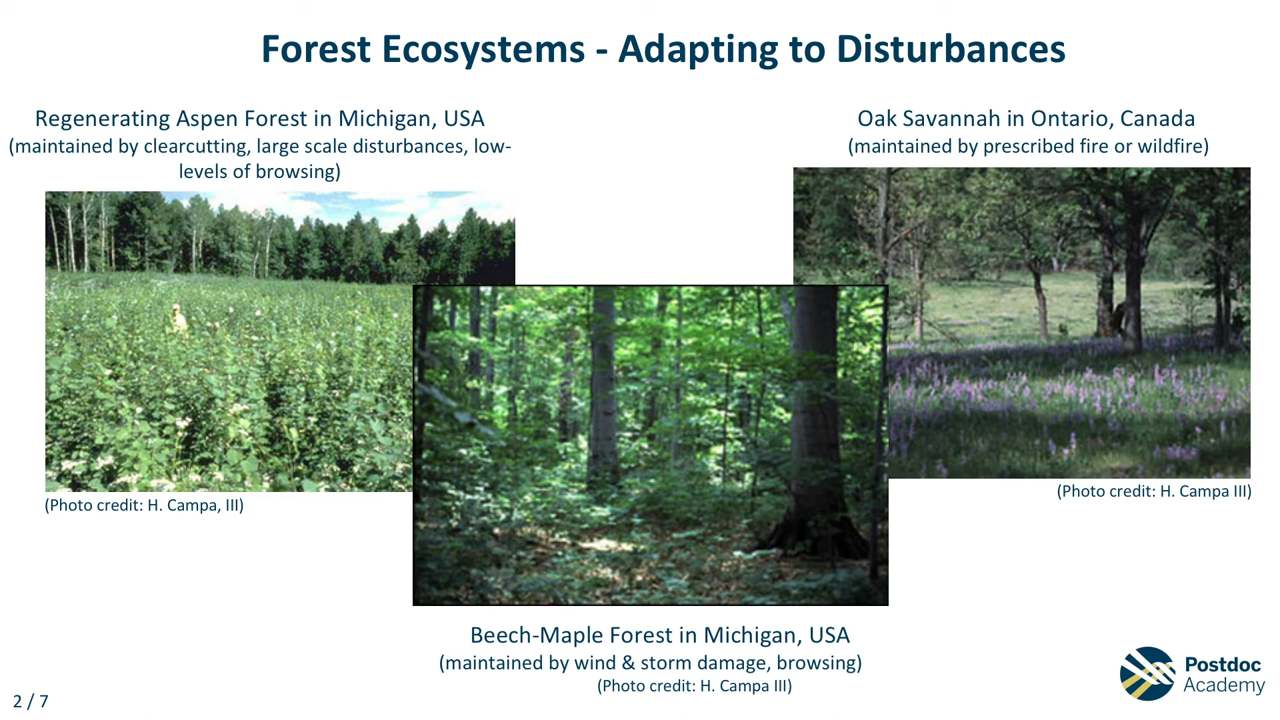 Forest Ecosystems - Adapting to Disturbances
Regenerating Aspen Forest in Michigan, USA
(maintained by clearcutting, large scale disturbances, low-
levels of browsing)
Oak Savannah in Ontario, Canada
(maintained by prescribed fire or wildfire)
(Photo credit: H. Campa, III)
(Photo credit: H. Campa III)
Beech-Maple Forest in Michigan, USA
(maintained by wind & storm damage, browsing)
(Photo credit: H. Campa III)
Postdoc
Academy
2 / 7